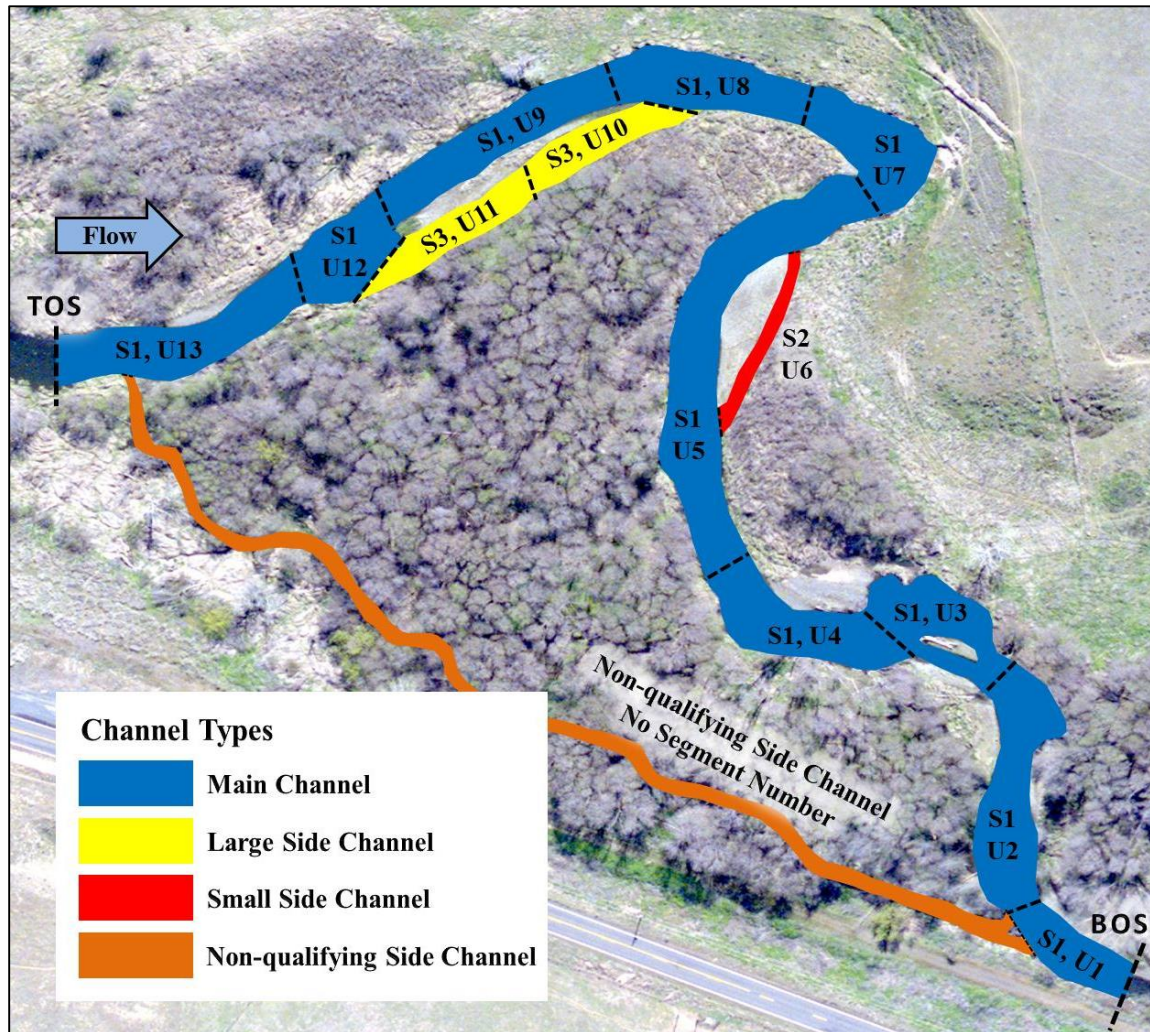 S1, U8
S1, U9
S3, U10
S1
U7
S3, U11
Flow
S1
U12
TOS
S1, U13
S2
U6
S1
U5
S1, U3
S1, U4
Non-qualifying Side Channel
No Segment Number
Channel Types
Main Channel
Large Side Channel
Small Side Channel
Non-qualifying Side Channel
S1
U2
BOS
S1, U1